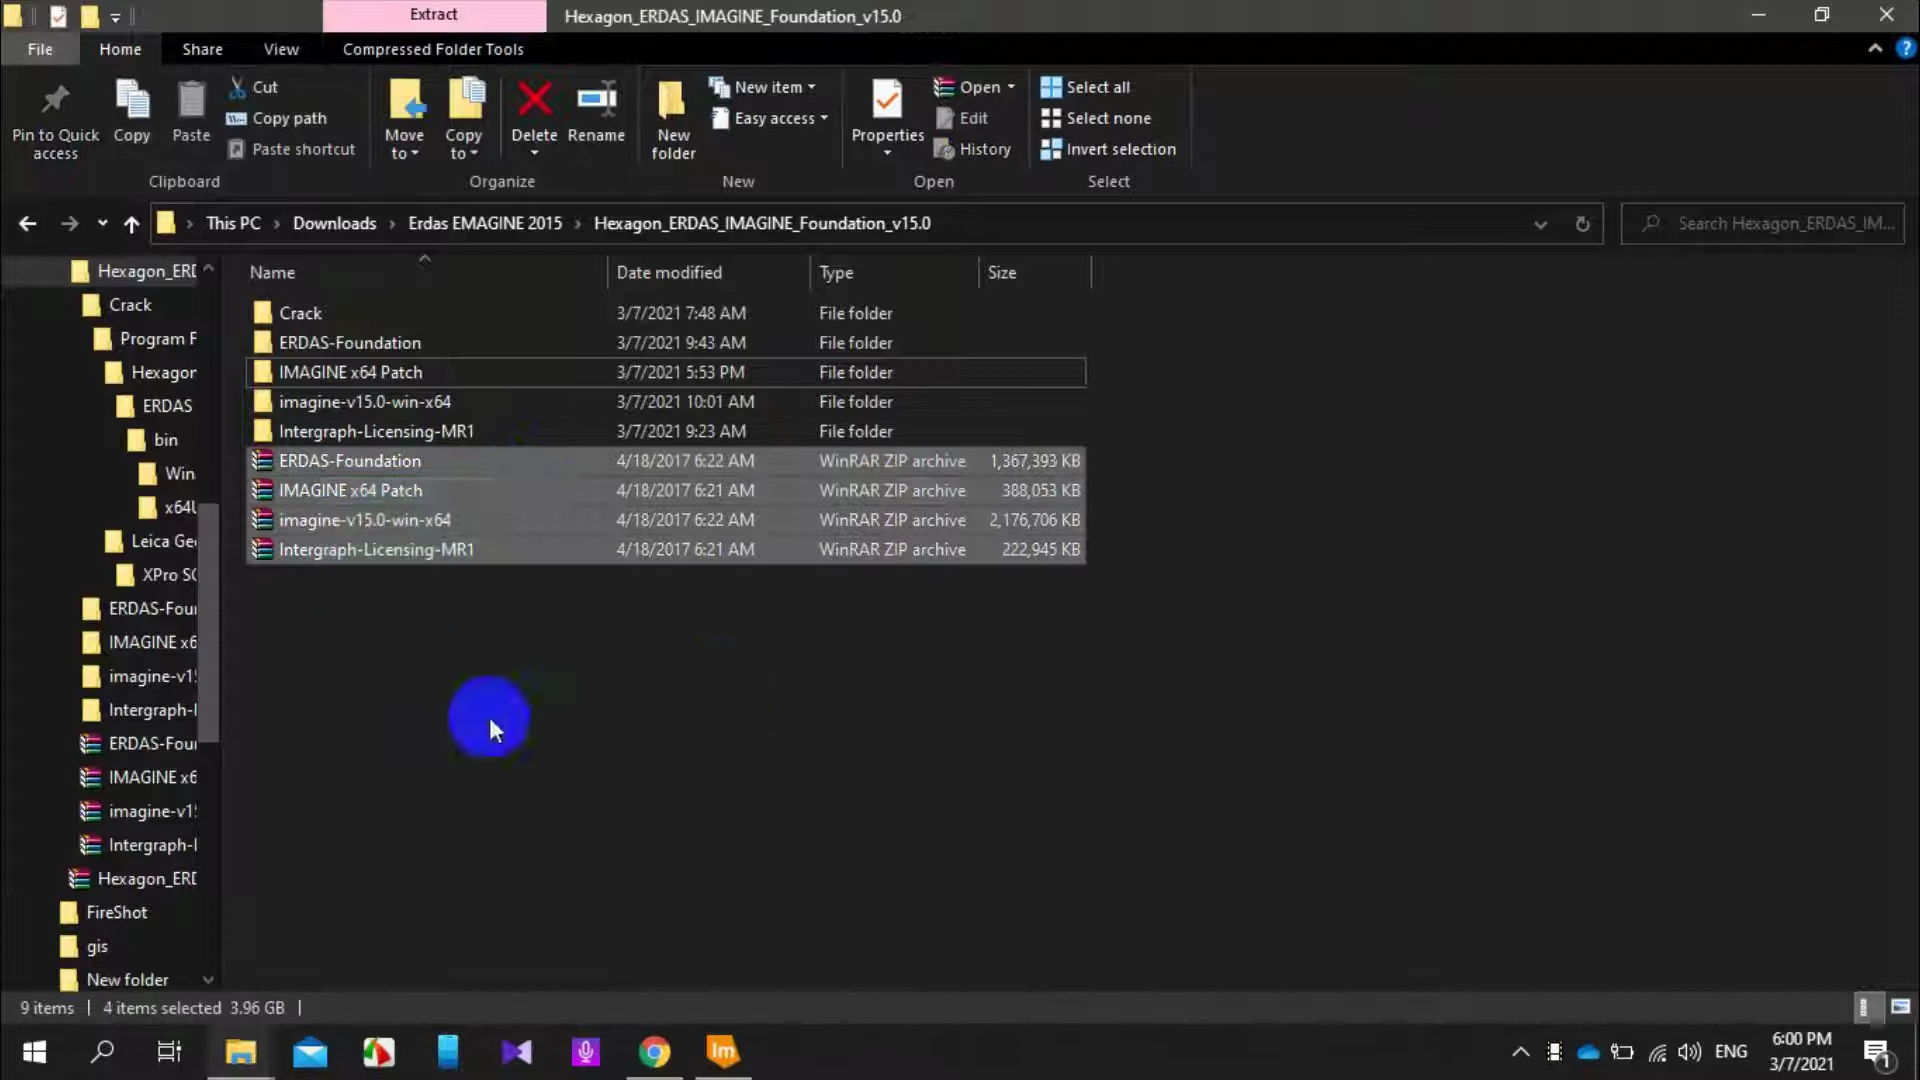 Extract
Hexagon_ERDAS_IMAGINE_Foundation_v15.0
File
Home
Share
View
Compressed Folder Tools
Pin to Quick
access
Copy
Paste
Cut
Copy path
Paste shortcut
Clipboard
Move
to
Copy
to
Delete
Rename
Organize
New
folder
New item
Easy access
New
Properties
Open
Edit
History
Open
Select all
Select none
Invert selection
Select
This PC
Downloads
Erdas EMAGINE 2015
Hexagon_ERDAS_IMAGINE_Foundation_v15.0
Search Hexagon_ERDAS_IM...
Hexagon_ERD
Crack
Program F
Hexagon
ERDAS
bin
Win
x64U
Leica Ge
XPro SC
ERDAS-Four
IMAGINE x6
imagine-v15
Intergraph-l
ERDAS-Four
IMAGINE x6
imagine-v15
Intergraph-l
Hexagon_ERD
FireShot
gis
New folder
Name Date modified Type Size
Crack 3/7/2021 7:48 AM File folder
ERDAS-Foundation 3/7/2021 9:43 AM File folder
IMAGINE x64 Patch 3/7/2021 5:53 PM File folder
imagine-v15.0-win-x64 3/7/2021 10:01 AM File folder
Intergraph-Licensing-MR1 3/7/2021 9:23 AM File folder
ERDAS-Foundation 4/18/2017 6:22 AM WinRAR ZIP archive 1,367,393 KB
IMAGINE x64 Patch 4/18/2017 6:21 AM WinRAR ZIP archive 388,053 KB
imagine-v15.0-win-x64 4/18/2017 6:22 AM WinRAR ZIP archive 2,176,706 KB
Intergraph-Licensing-MR1 4/18/2017 6:21 AM WinRAR ZIP archive 222,945 KB
9 items
4 items selected 3.96 GB
Im
ENG
6:00 PM
3/7/2021
1